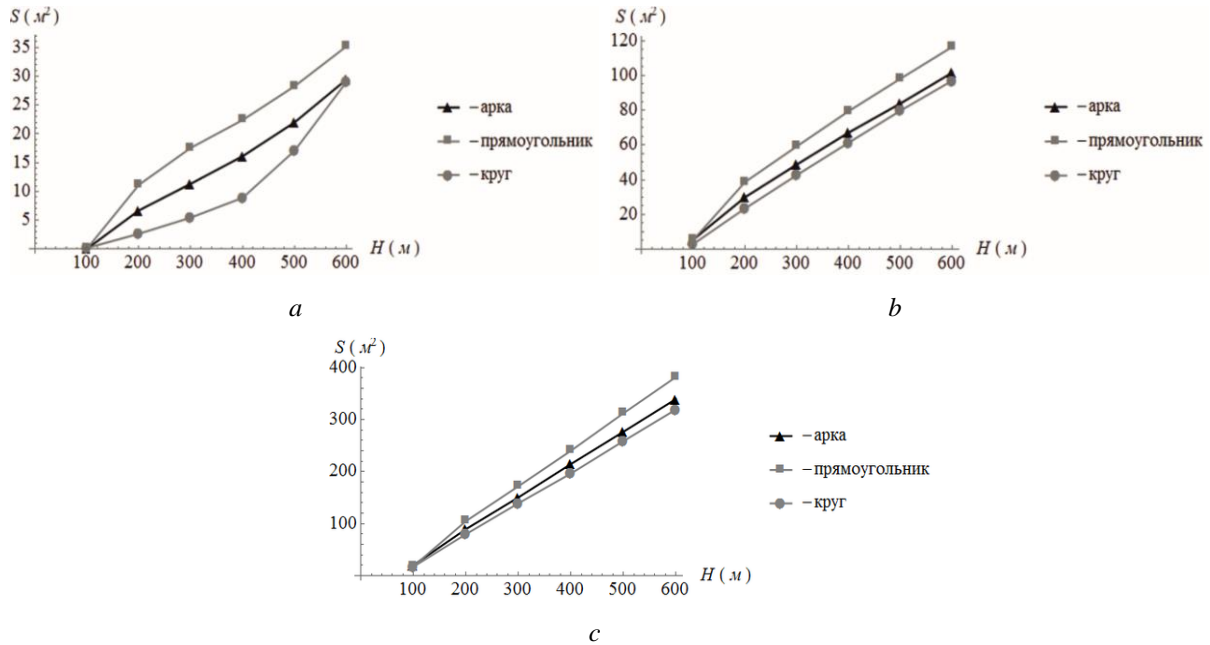 S ( м² )
35
30
25
20
15
10
5
100 200 300 400 500 600
H ( м )
–арка
–прямоугольник
–круг
a
S ( м² )
120
100
80
60
40
20
100 200 300 400 500 600
H ( м )
–арка
–прямоугольник
–круг
b
S ( м² )
400
300
200
100
100 200 300 400 500 600
H ( м )
–арка
–прямоугольник
–круг
c